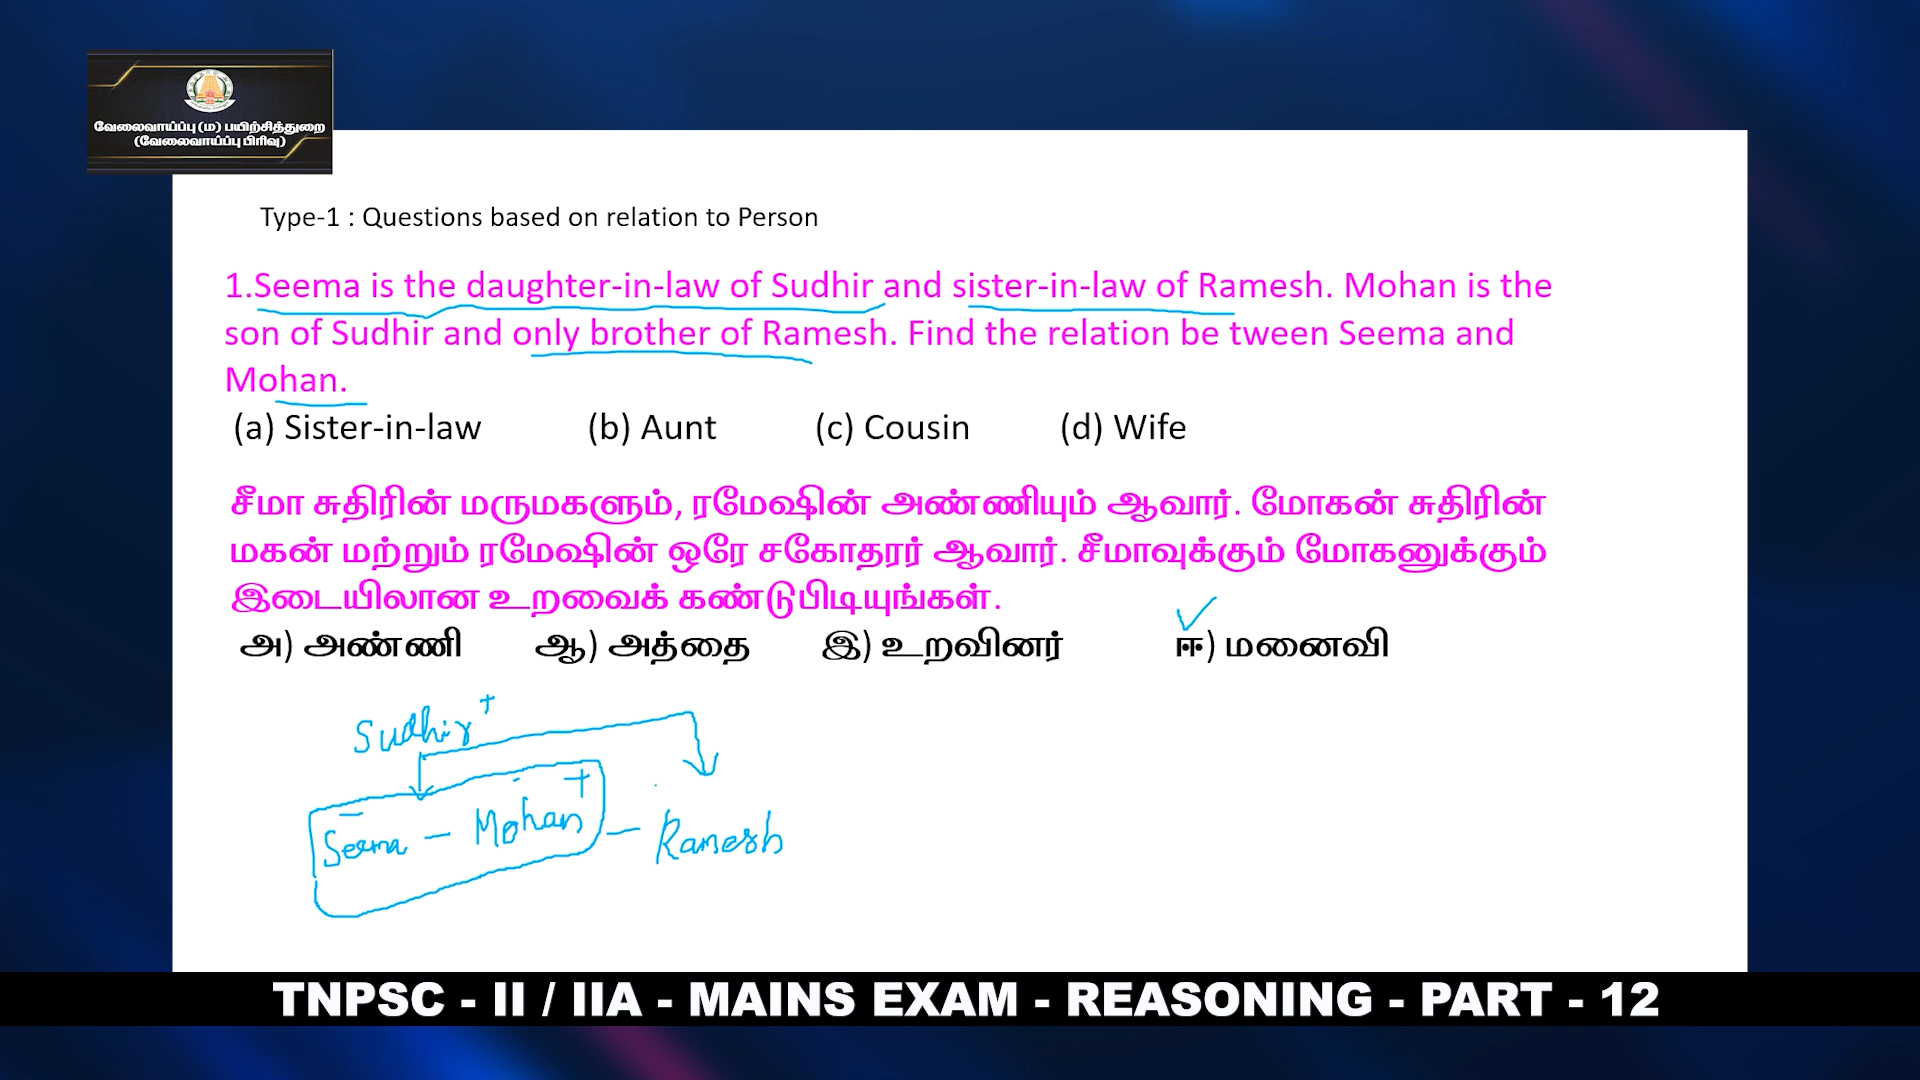 வேலைவாய்ப்பு (ம) பயிற்சித்துறை
(வேலைவாய்ப்பு பிரிவு)
Type-1 : Questions based on relation to Person
1.Seema is the daughter-in-law of Sudhir and sister-in-law of Ramesh. Mohan is the
son of Sudhir and only brother of Ramesh. Find the relation be tween Seema and
Mohan.
(a) Sister-in-law (b) Aunt (c) Cousin (d) Wife
சீமா சுதிரின் மருமகளும், ரமேஷின் அண்ணியும் ஆவார். மோகன் சுதிரின்
மகன் மற்றும் ரமேஷின் ஒரே சகோதரர் ஆவார். சீமாவுக்கும் மோகனுக்கும்
இடையிலான உறவைக் கண்டுபிடியுங்கள்.
அ) அண்ணி ஆ) அத்தை இ) உறவினர் ஈ) மனைவி
Sudhir +
Seema - Mohan + - Ramesh
TNPSC - II / IIA - MAINS EXAM - REASONING - PART - 12